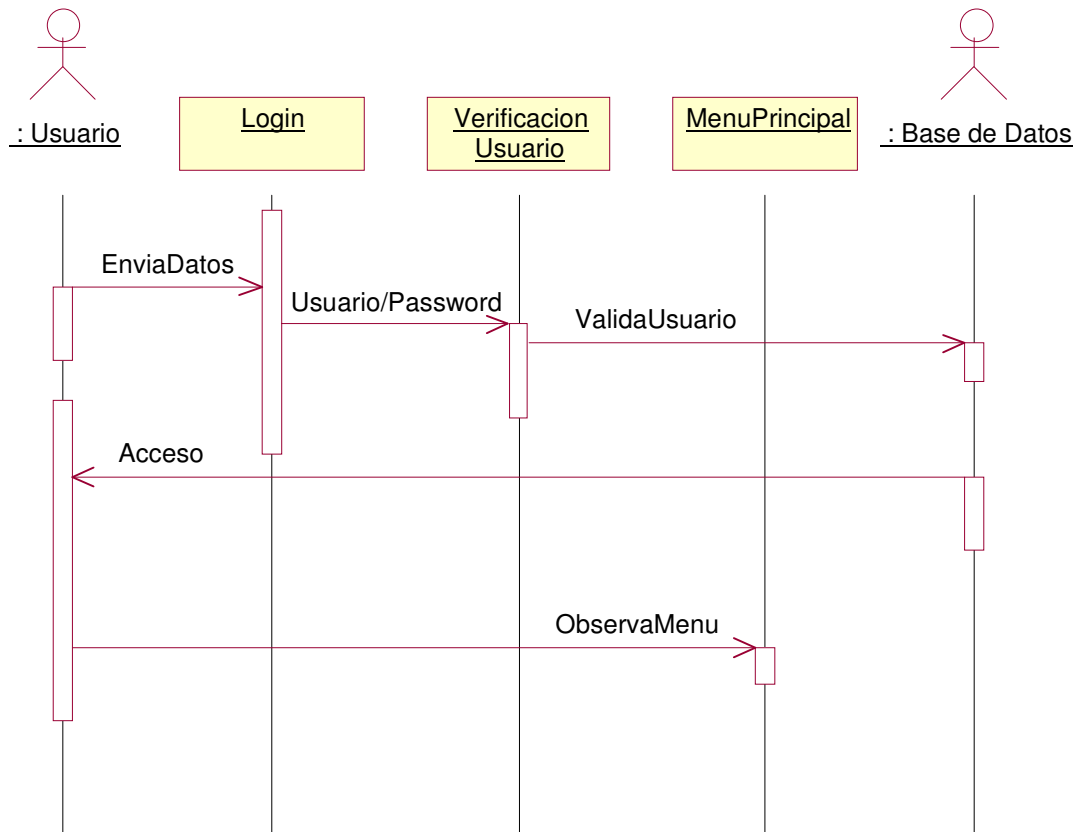 : Usuario
Login
Verificacion
Usuario
MenuPrincipal
: Base de Datos
EnviaDatos
Usuario/Password
ValidaUsuario
Acceso
ObservaMenu